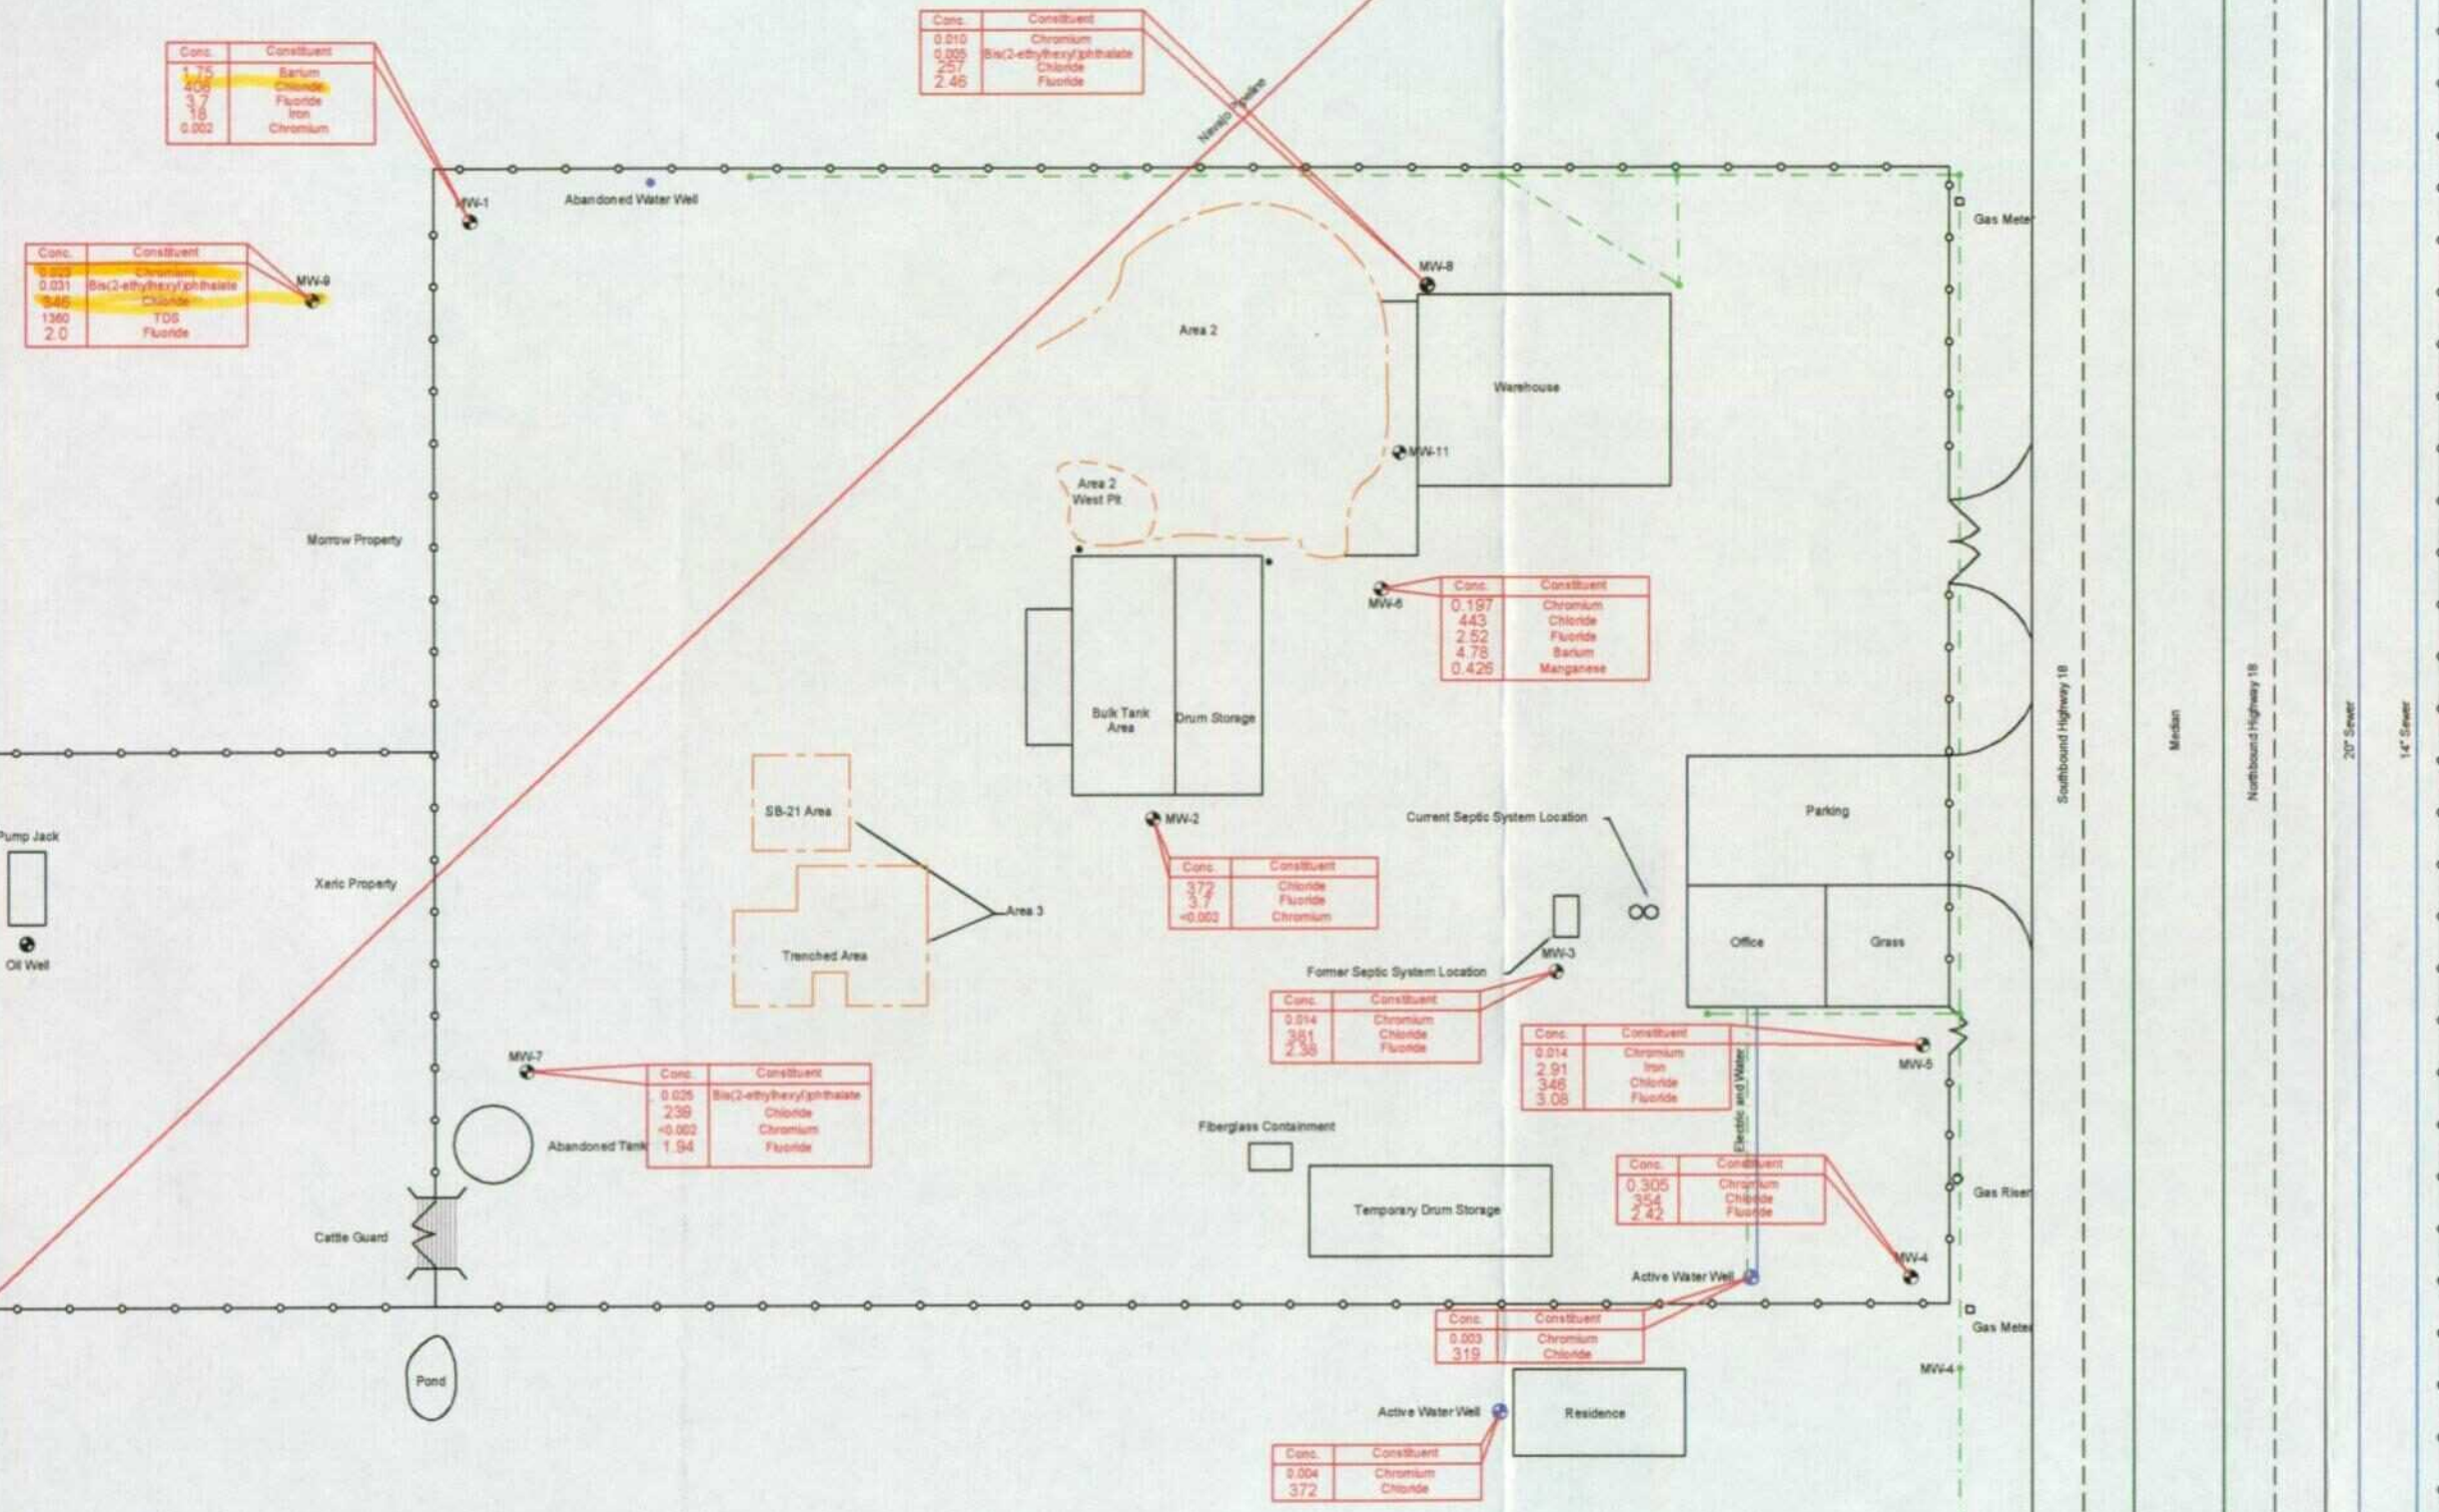 Conc. Constituent
0.010 Chromium
0.005 Bis(2-ethylhexyl)phthalate
257 Chloride
2.46 Fluoride
Conc. Constituent
1.75 Barium
406 Chloride
3.7 Fluoride
18 Iron
0.002 Chromium
Navajo Pipeline
MW-1
Abandoned Water Well
Gas Meter
Conc. Constituent
Chromium
0.031 Bis(2-ethylhexyl)phthalate
346 Chloride
1360 TDS
2.0 Fluoride
MW-9
MW-8
Area 2
Warehouse
MW-11
Area 2
West Pit
Morrow Property
MW-6
Conc. Constituent
0.197 Chromium
443 Chloride
2.52 Fluoride
4.78 Barium
0.426 Manganese
Bulk Tank
Area
Drum Storage
Southbound Highway 18
Median
Northbound Highway 18
20" Sewer
14" Sewer
SB-21 Area
MW-2
Current Septic System Location
Parking
Pump Jack
Xeric Property
Conc. Constituent
372 Chloride
3.7 Fluoride
<0.002 Chromium
Area 3
Office
Grass
Oil Well
Trenched Area
MW-3
Former Septic System Location
Conc. Constituent
0.014 Chromium
381 Chloride
2.38 Fluoride
Conc. Constituent
0.014 Chromium
2.91 Iron
346 Chloride
3.08 Fluoride
Electric and Water
MW-5
MW-7
Conc. Constituent
0.025 Bis(2-ethylhexyl)phthalate
239 Chloride
<0.002 Chromium
1.94 Fluoride
Abandoned Tank
Fiberglass Containment
Temporary Drum Storage
Conc. Constituent
0.305 Chromium
354 Chloride
2.42 Fluoride
Gas Riser
Cattle Guard
Active Water Well
MW-4
Conc. Constituent
0.003 Chromium
319 Chloride
Gas Meter
MW-4
Pond
Active Water Well
Residence
Conc. Constituent
0.004 Chromium
372 Chloride